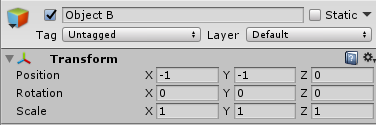 Object B Static
Tag Untagged Layer Default
Transform
Position X -1 Y -1 Z 0
Rotation X 0 Y 0 Z 0
Scale X 1 Y 1 Z 1